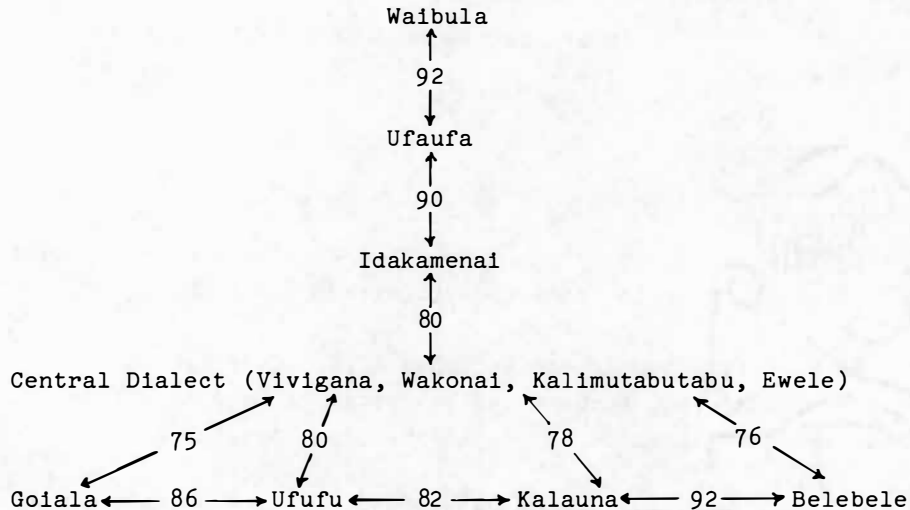 Waibula
92
Ufaufa
90
Idakamenai
80
Central Dialect (Vivigana, Wakonai, Kalimutabutabu, Ewele)
75 80 78 76
Goiala 86 Ufufu 82 Kalauna 92 Belebele